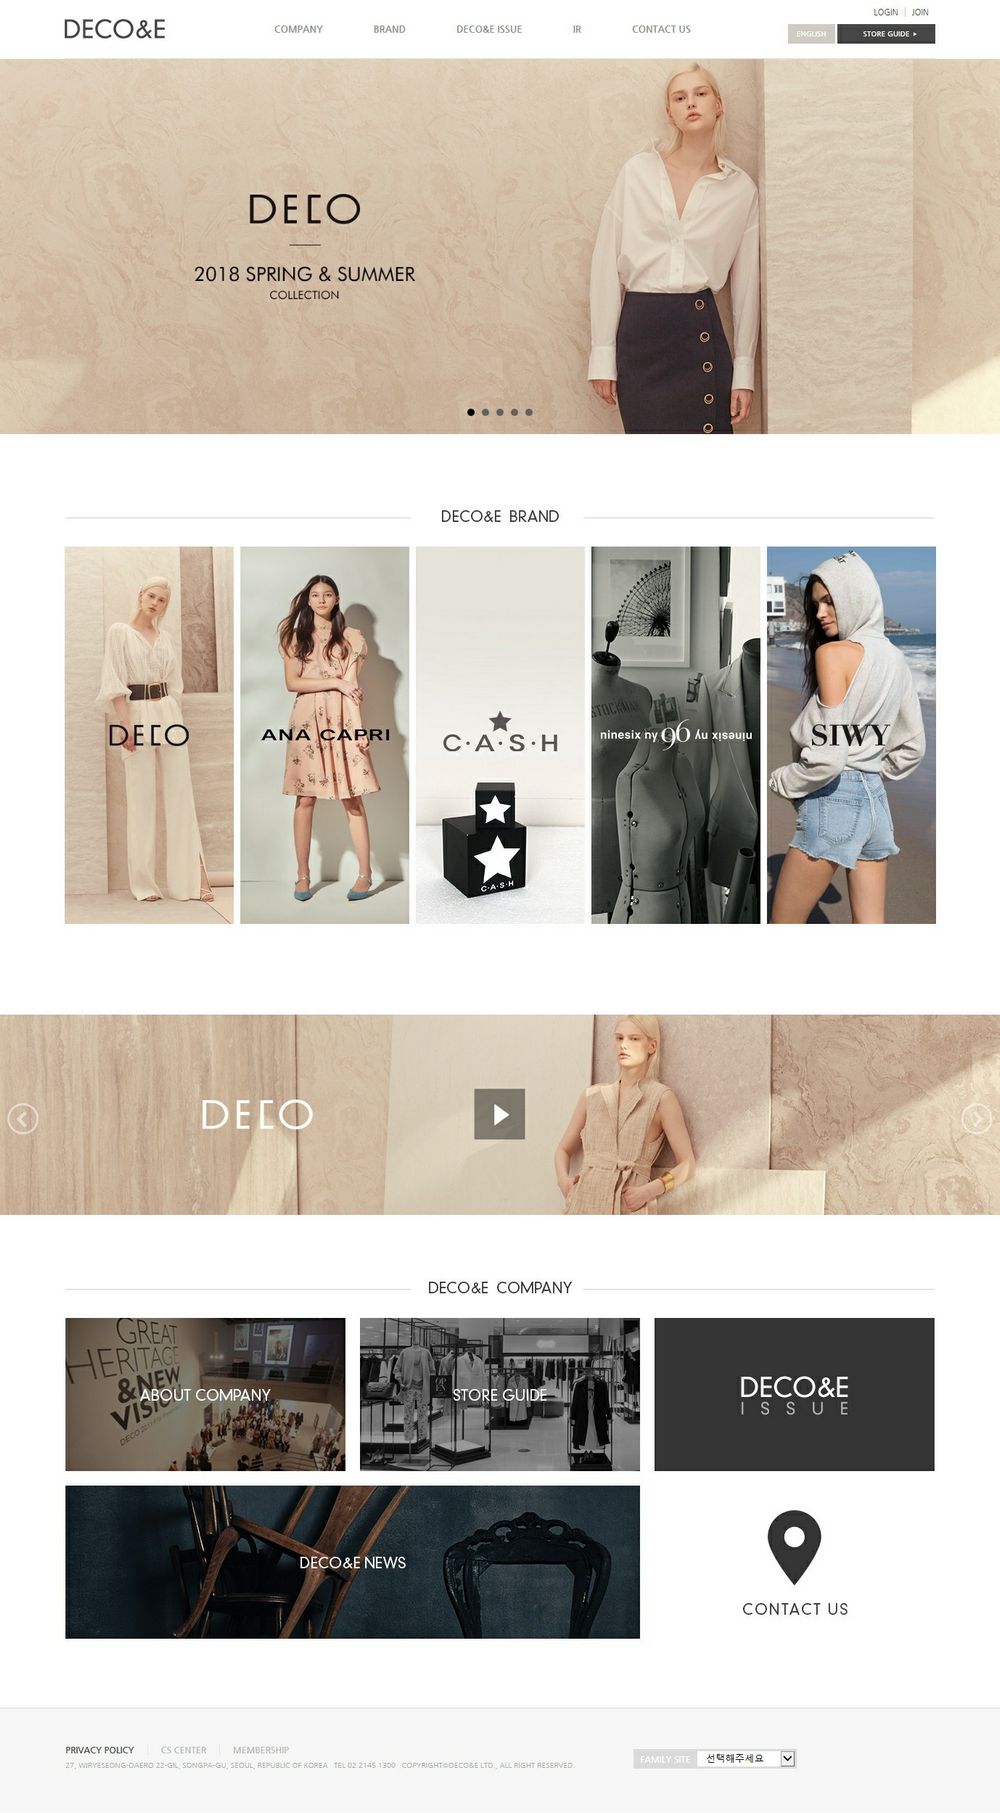 DECO&E
COMPANY
BRAND
DECO&E ISSUE
IR
CONTACT US
LOGIN
JOIN
ENGLISH
STORE GUIDE
DECO
2018 SPRING & SUMMER
COLLECTION
DECO&E BRAND
DECO
ANA CAPRI
C·A·S·H
C·A·S·H
STOCKMAN
ninesix ny 96 ninesix ny
SIWY
DECO
DECO&E COMPANY
GREAT
HERITAGE
&NEW
VISION
ABOUT COMPANY
STORE GUIDE
DECO&E
ISSUE
DECO&E NEWS
CONTACT US
PRIVACY POLICY
CS CENTER
MEMBERSHIP
27, WIRYESEONG-DAERO 22-GIL, SONGPA-GU, SEOUL, REPUBLIC OF KOREA TEL 02 2145 1300 COPYRIGHT©DECO&E LTD., ALL RIGHT RESERVED.
FAMILY SITE
선택해주세요